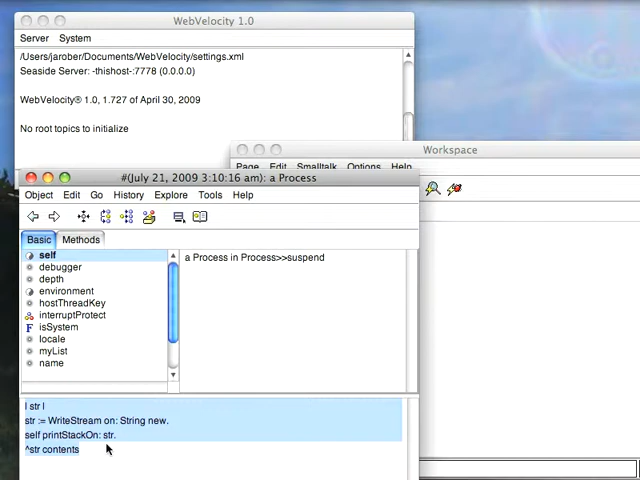 WebVelocity 1.0
Server System
/Users/jarober/Documents/WebVelocity/settings.xml
Seaside Server: -thishost-:7778 (0.0.0.0)
WebVelocity® 1.0, 1.727 of April 30, 2009
No root topics to initialize
Workspace
Page Edit Smalltalk Options Help
#(July 21, 2009 3:10:16 am): a Process
Object Edit Go History Explore Tools Help
Basic Methods
self
debugger
depth
environment
hostThreadKey
interruptProtect
isSystem
locale
myList
name
a Process in Process>>suspend
| str |
str := WriteStream on: String new.
self printStackOn: str.
^str contents